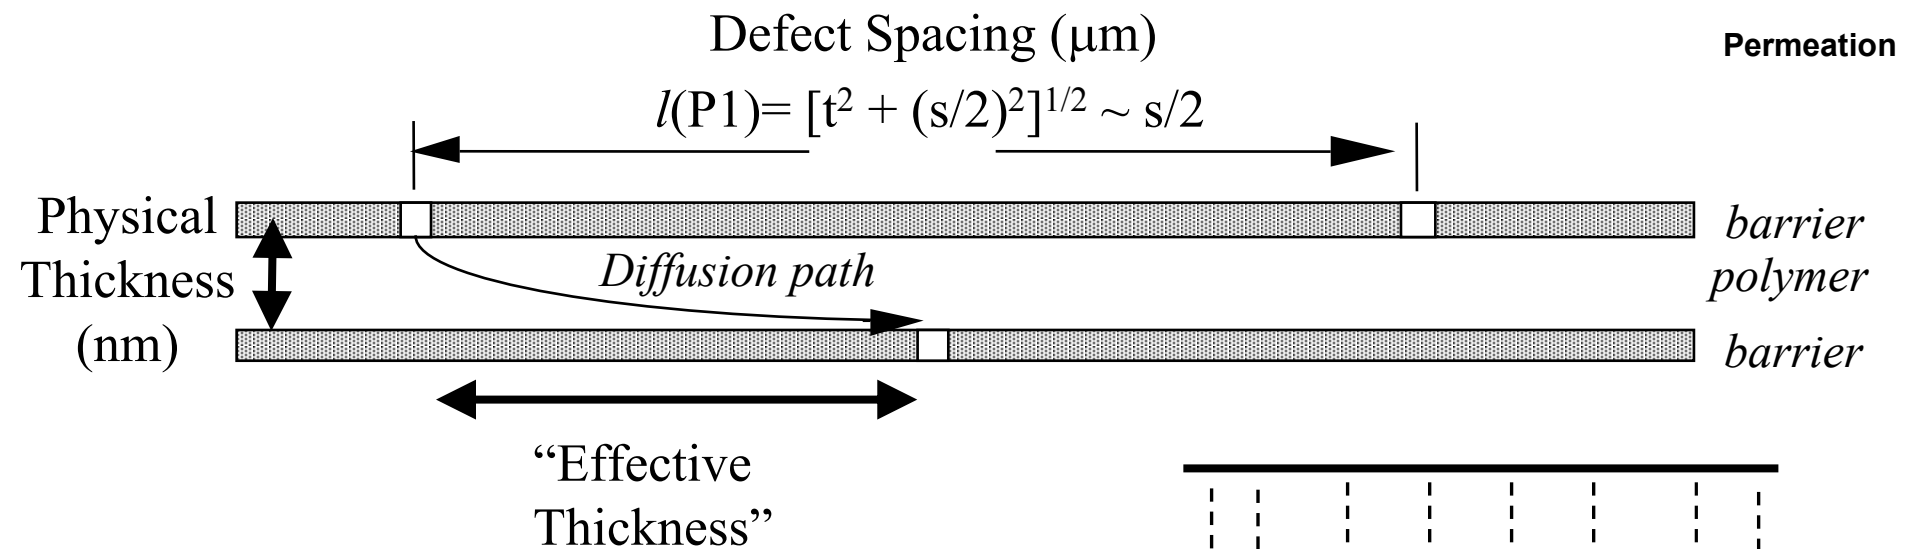 Defect Spacing (μm)
Permeation
l(P1)= [t² + (s/2)²]¹/² ~ s/2
Physical
Thickness
(nm)
barrier
polymer
barrier
Diffusion path
“Effective
Thickness”